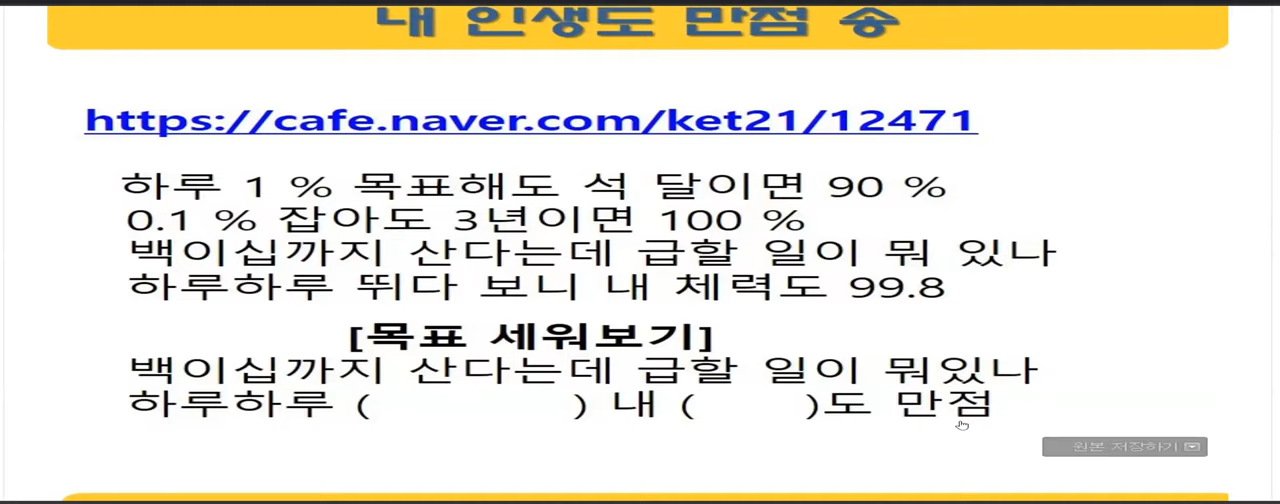 내 인생도 만점 송
https://cafe.naver.com/ket21/12471
하루 1 % 목표해도 석 달이면 90 %
0.1 % 잡아도 3년이면 100 %
백이십까지 산다는데 급할 일이 뭐 있나
하루하루 뛰다 보니 내 체력도 99.8
[목표 세워보기]
백이십까지 산다는데 급할 일이 뭐있나
하루하루 ( ) 내 ( )도 만점
원본 저장하기